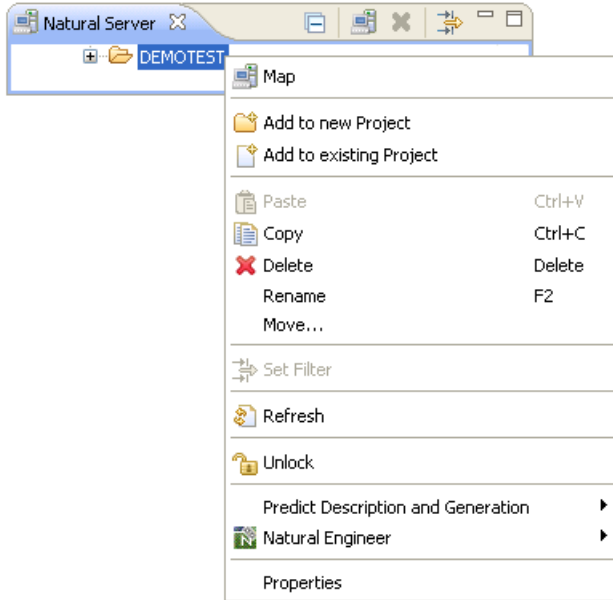 Natural Server
DEMOTEST
Map
Add to new Project
Add to existing Project
Paste Ctrl+V
Copy Ctrl+C
Delete Delete
Rename F2
Move...
Set Filter
Refresh
Unlock
Predict Description and Generation
Natural Engineer
Properties